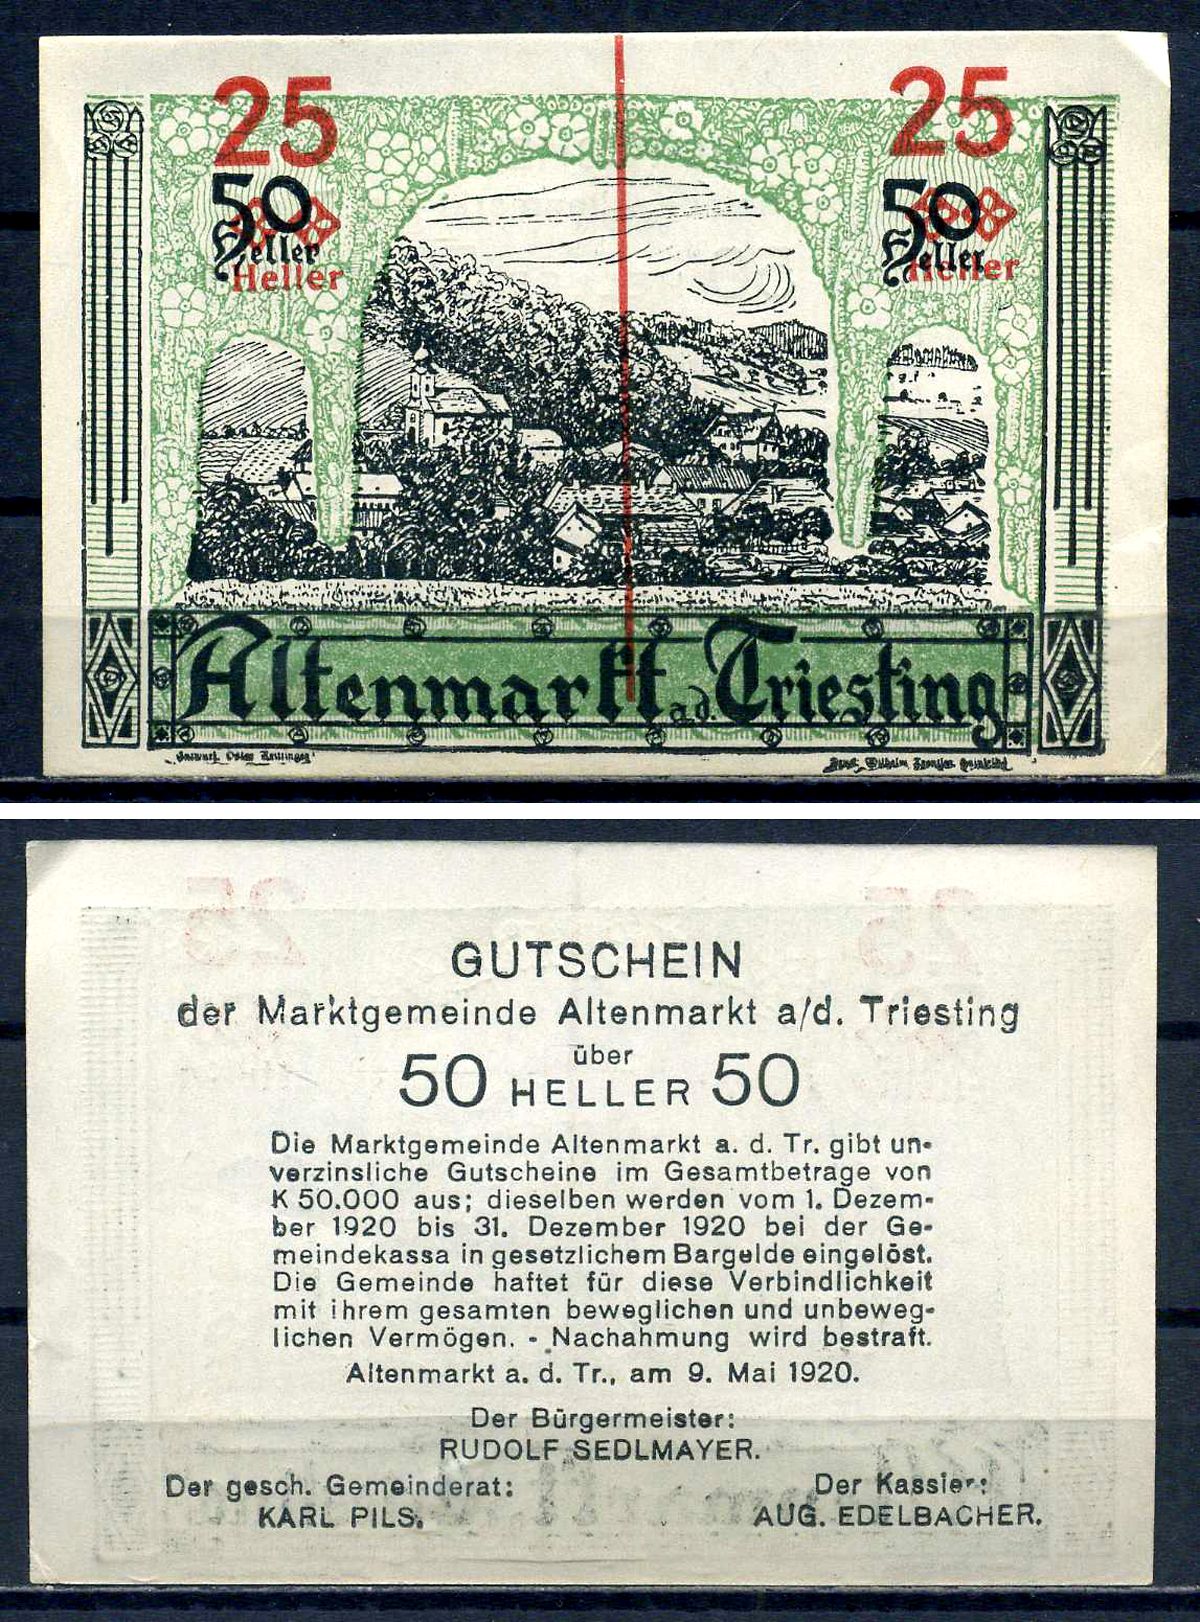 25 25
50 50
Heller Heller
Heller Heller
Altenmarkt a.d. Triesting
GUTSCHEIN
der Marktgemeinde Altenmarkt a/d. Triesting
über
50 HELLER 50
Die Marktgemeinde Altenmarkt a. d. Tr. gibt un-
verzinsliche Gutscheine im Gesamtbetrage von
K 50.000 aus; dieselben werden vom 1. Dezem-
ber 1920 bis 31. Dezember 1920 bei der Ge-
meindekassa in gesetzlichem Bargelde eingelöst.
Die Gemeinde haftet für diese Verbindlichkeit
mit ihrem gesamten beweglichen und unbeweg-
lichen Vermögen. - Nachahmung wird bestraft.
Altenmarkt a. d. Tr., am 9. Mai 1920.
Der Bürgermeister:
RUDOLF SEDLMAYER.
Der gesch. Gemeinderat: Der Kassier:
KARL PILS. AUG. EDELBACHER.